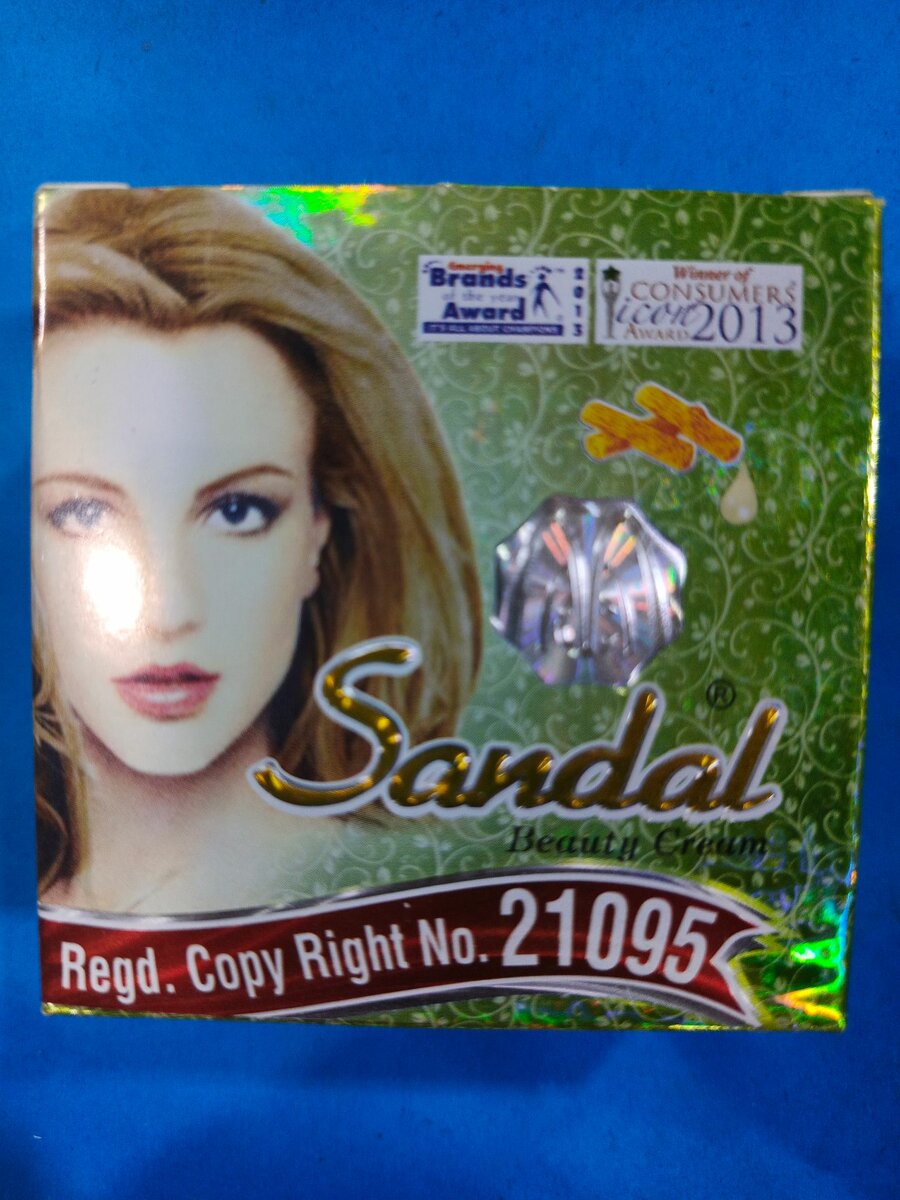 Emerging
Brands
of the year
Award
2013
IT'S ALL ABOUT CHAMPIONS
Winner of
CONSUMERS
icon
AWARD 2013
Sandal ®
Beauty Cream
Regd. Copy Right No. 21095